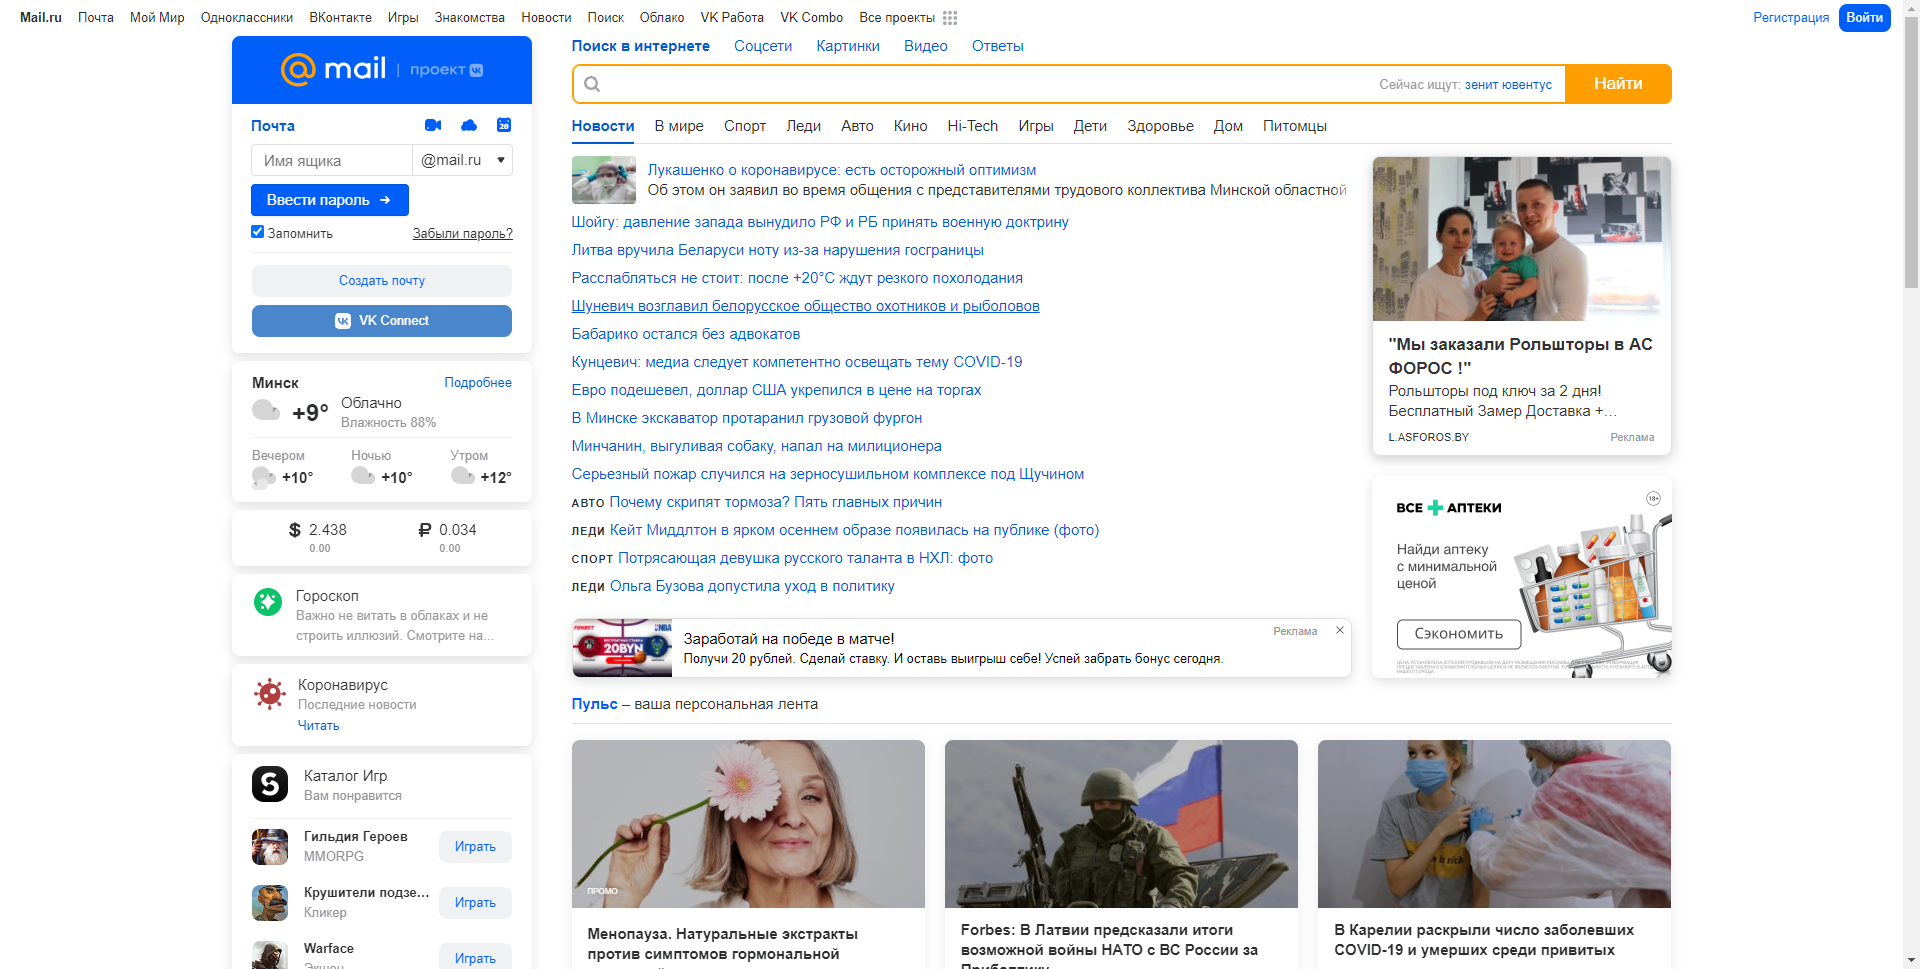 Mail.ru Почта Мой Мир Одноклассники ВКонтакте Игры Знакомства Новости Поиск Облако VK Работа VK Combo Все проекты
Регистрация Войти
mail | проект
Почта
Имя ящика @mail.ru
Ввести пароль
Запомнить Забыли пароль?
Создать почту
VK Connect
Минск Подробнее
+9° Облачно
Влажность 88%
Вечером Ночью Утром
+10° +10° +12°
$ 2.438 ₽ 0.034
0.00 0.00
Гороскоп
Важно не витать в облаках и не
строить иллюзий. Смотрите на...
Коронавирус
Последние новости
Читать
Каталог Игр
Вам понравится
Гильдия Героев
MMORPG
Играть
Крушители подзе...
Кликер
Играть
Warface
Экшен
Играть
Поиск в интернете Соцсети Картинки Видео Ответы
Сейчас ищут: зенит ювентус Найти
Новости В мире Спорт Леди Авто Кино Hi-Tech Игры Дети Здоровье Дом Питомцы
Лукашенко о коронавирусе: есть осторожный оптимизм
Об этом он заявил во время общения с представителями трудового коллектива Минской областной
Шойгу: давление запада вынудило РФ и РБ принять военную доктрину
Литва вручила Беларуси ноту из-за нарушения госграницы
Расслабляться не стоит: после +20°С ждут резкого похолодания
Шуневич возглавил белорусское общество охотников и рыболовов
Бабарико остался без адвокатов
Кунцевич: медиа следует компетентно освещать тему COVID-19
Евро подешевел, доллар США укрепился в цене на торгах
В Минске экскаватор протаранил грузовой фургон
Минчанин, выгуливая собаку, напал на милиционера
Серьезный пожар случился на зерносушильном комплексе под Щучином
АВТО Почему скрипят тормоза? Пять главных причин
ЛЕДИ Кейт Миддлтон в ярком осеннем образе появилась на публике (фото)
СПОРТ Потрясающая девушка русского таланта в НХЛ: фото
ЛЕДИ Ольга Бузова допустила уход в политику
FONBET NBA
20BYN
Заработай на победе в матче! Реклама
Получи 20 рублей. Сделай ставку. И оставь выигрыш себе! Успей забрать бонус сегодня.
"Мы заказали Рольшторы в АС
ФОРОС !"
Рольшторы под ключ за 2 дня!
Бесплатный Замер Доставка +...
L.ASFOROS.BY Реклама
18+
ВСЕ АПТЕКИ
Найди аптеку
с минимальной
ценой
Сэкономить
Пульс – ваша персональная лента
ПРОМО
Менопауза. Натуральные экстракты
против симптомов гормональной
Forbes: В Латвии предсказали итоги
возможной войны НАТО с ВС России за
Прибалтику
В Карелии раскрыли число заболевших
COVID-19 и умерших среди привитых